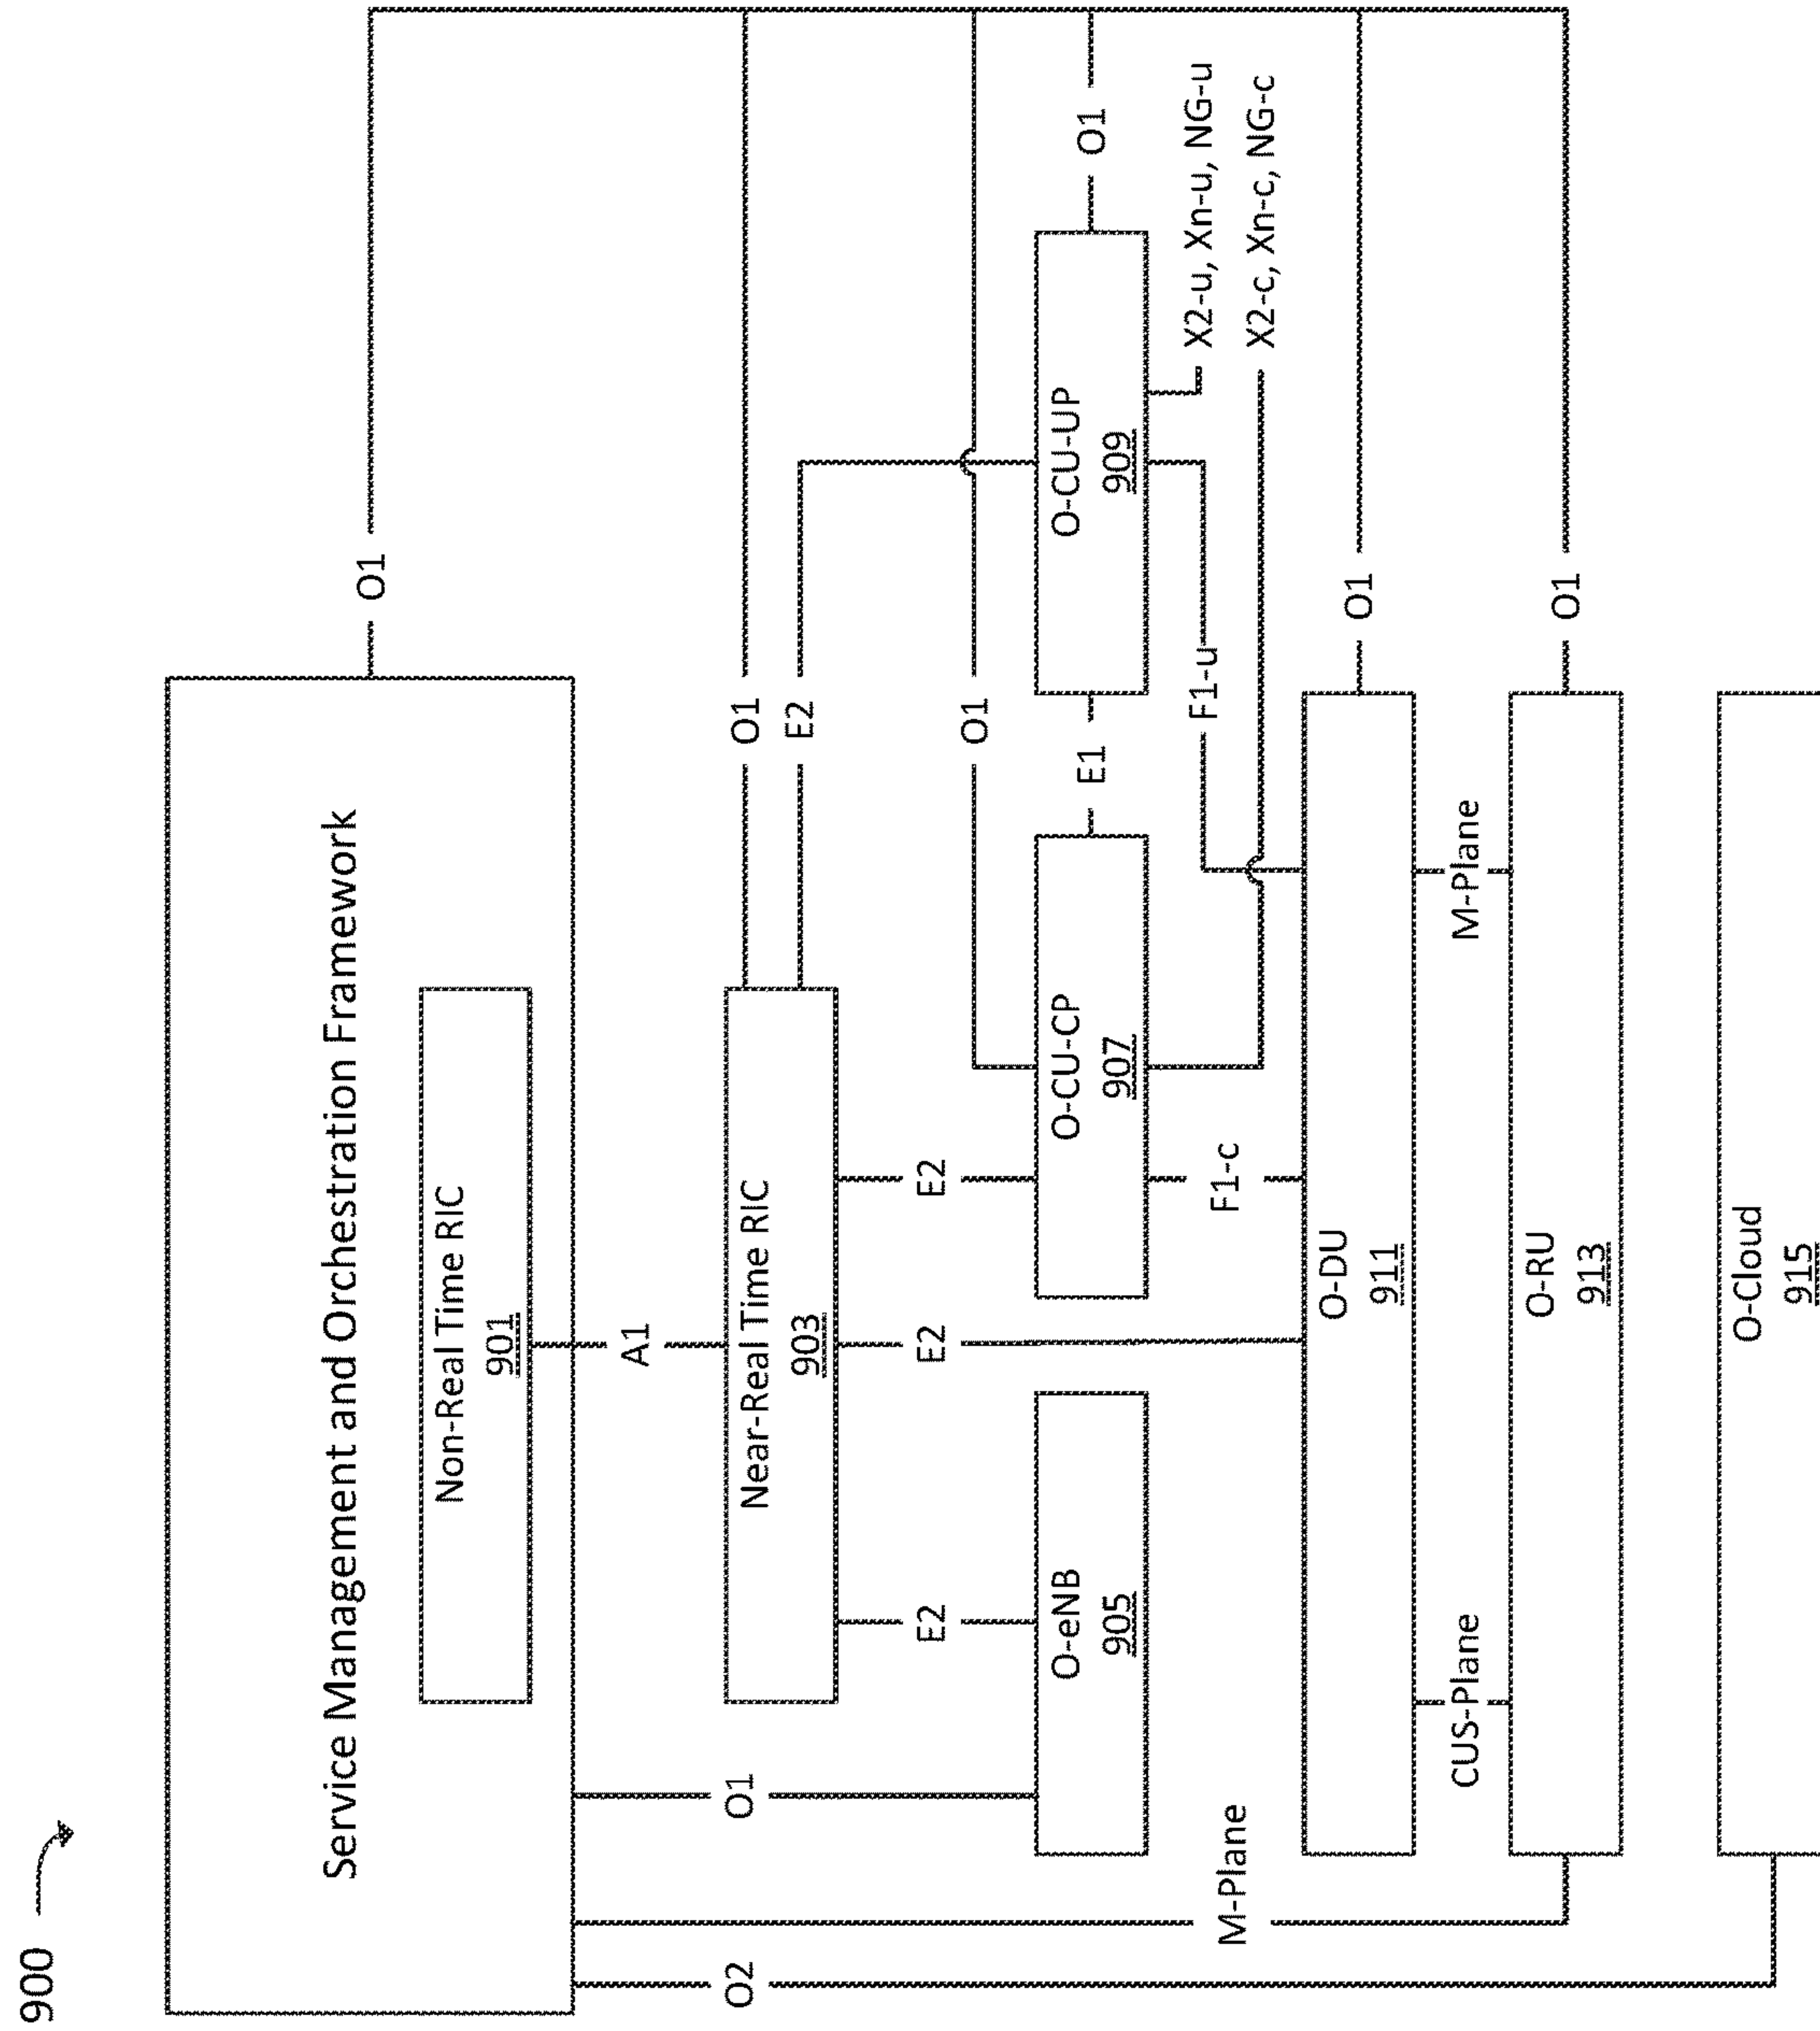 900
Service Management and Orchestration Framework
O1
Non-Real Time RIC
901
A1
O2
O1
Near-Real Time RIC
903
O1
E2
E2
E2
E2
O1
O-eNB
905
O-CU-CP
907
E1
O-CU-UP
909
O1
X2-u, Xn-u, NG-u
X2-c, Xn-c, NG-c
M-Plane
F1-c
F1-u
O-DU
911
O1
CUS-Plane
M-Plane
O-RU
913
O1
O-Cloud
915